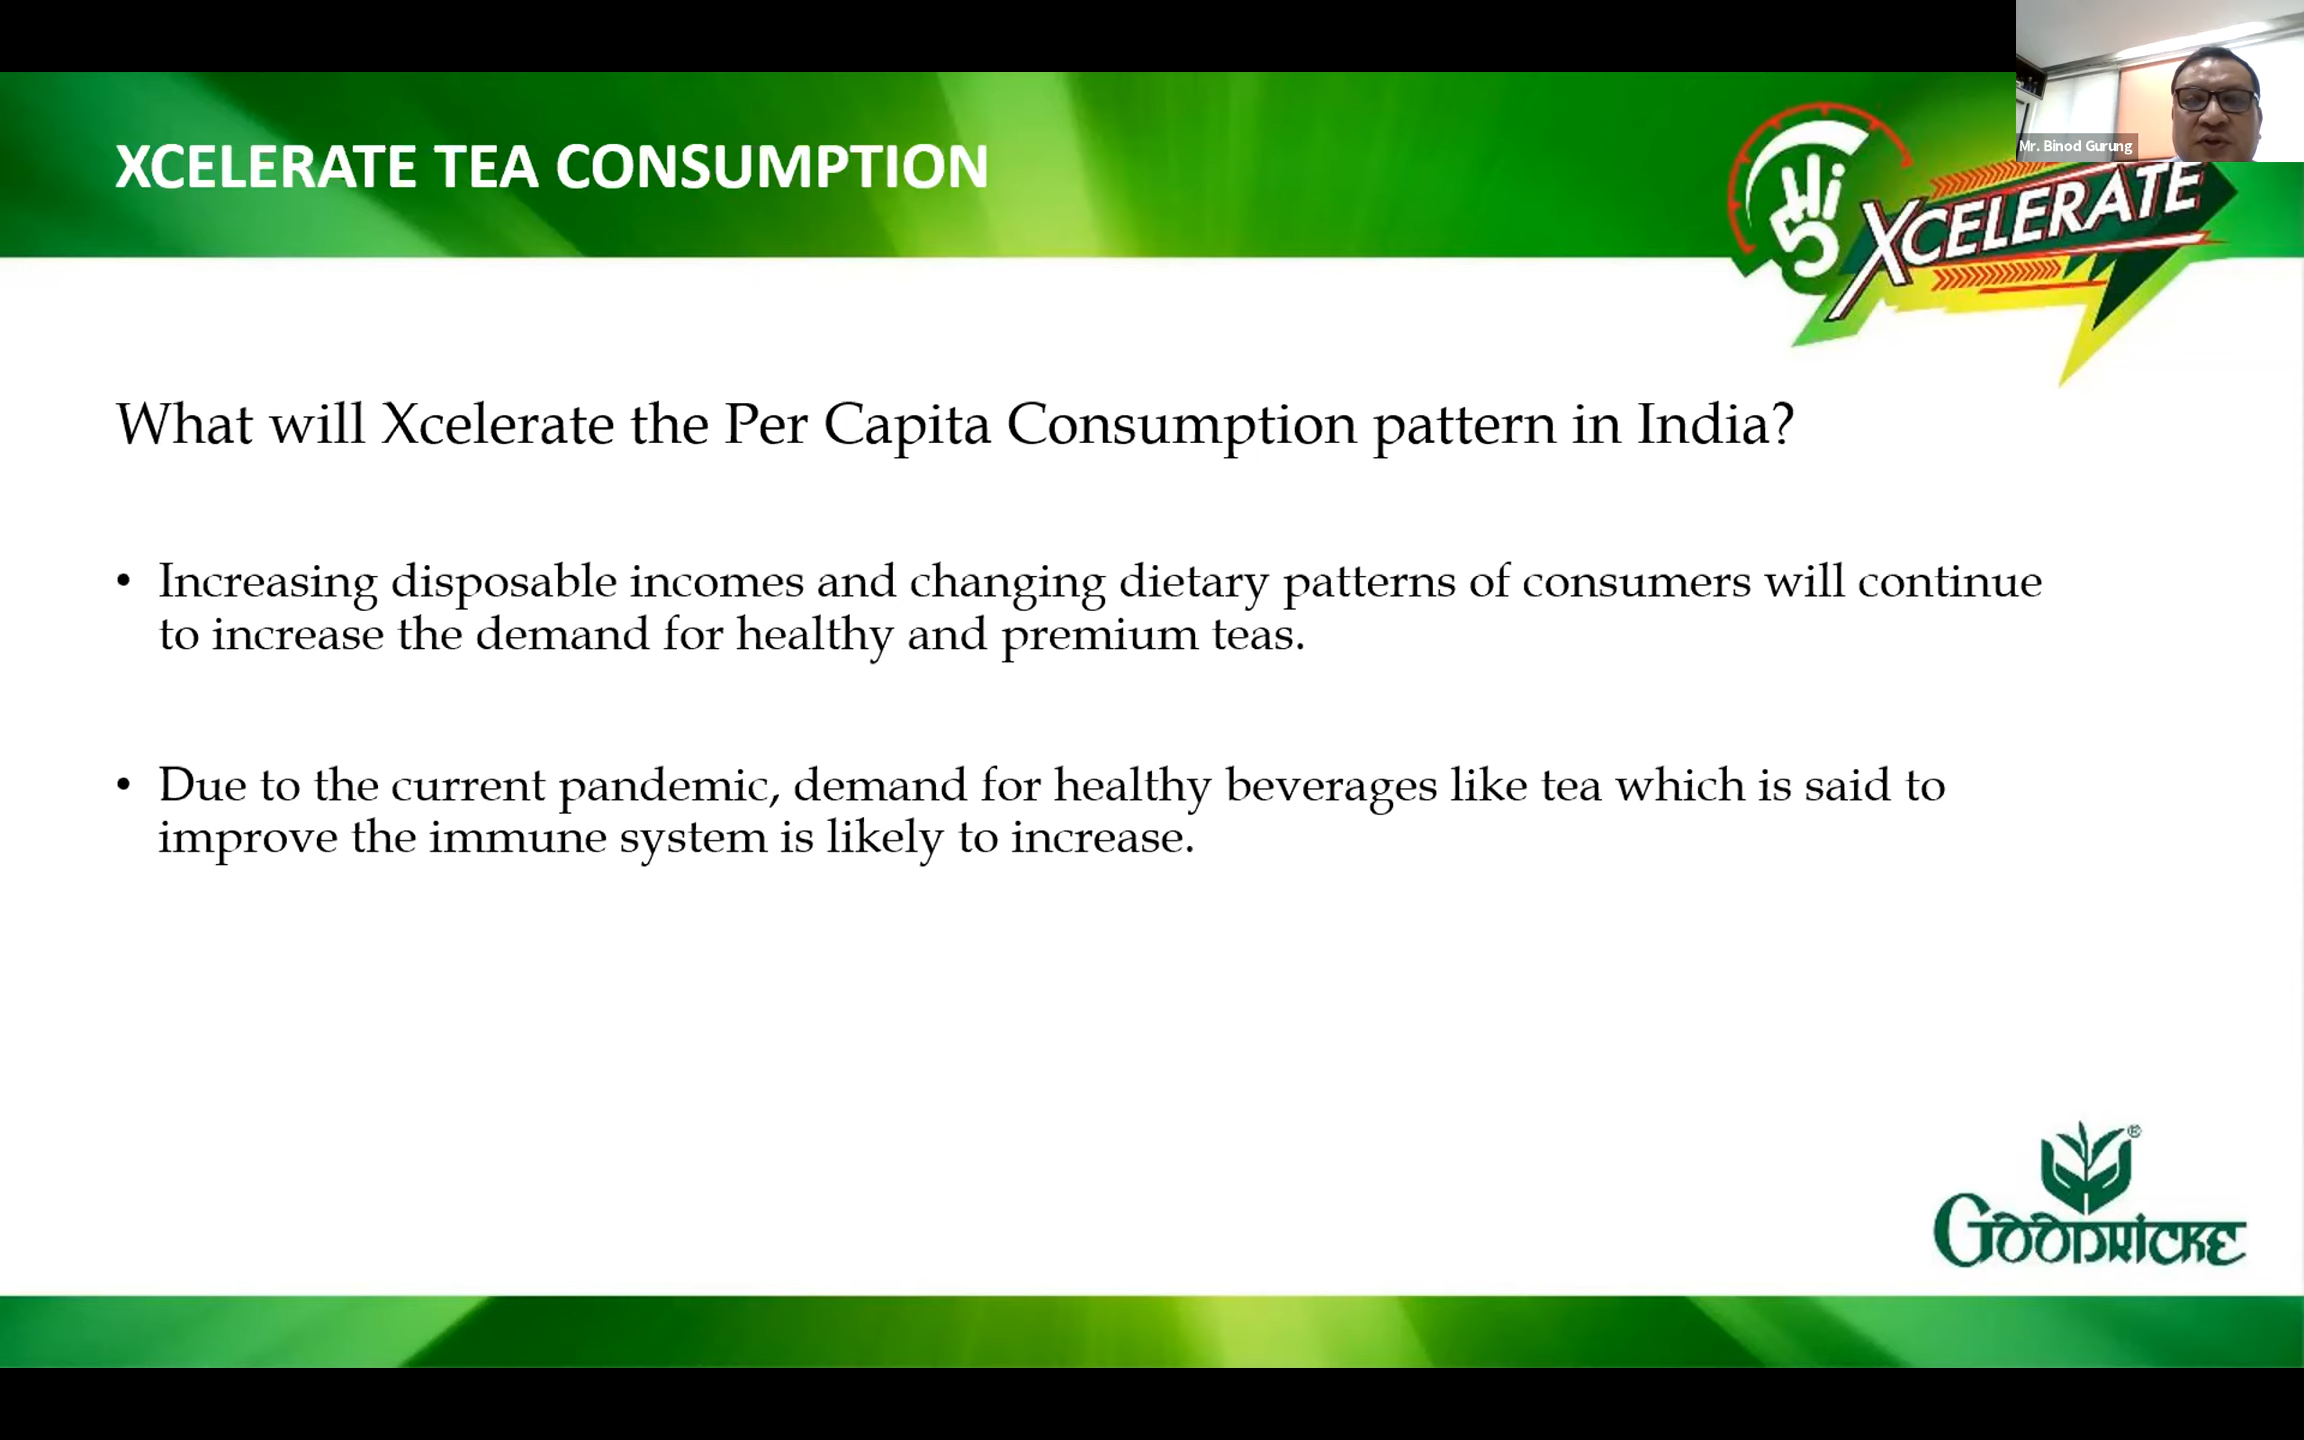 Mr. Binod Gurung
XCELERATE TEA CONSUMPTION
Hi
5
XCELERATE
What will Xcelerate the Per Capita Consumption pattern in India?
• Increasing disposable incomes and changing dietary patterns of consumers will continue
to increase the demand for healthy and premium teas.
• Due to the current pandemic, demand for healthy beverages like tea which is said to
improve the immune system is likely to increase.
®
GOODRICKE